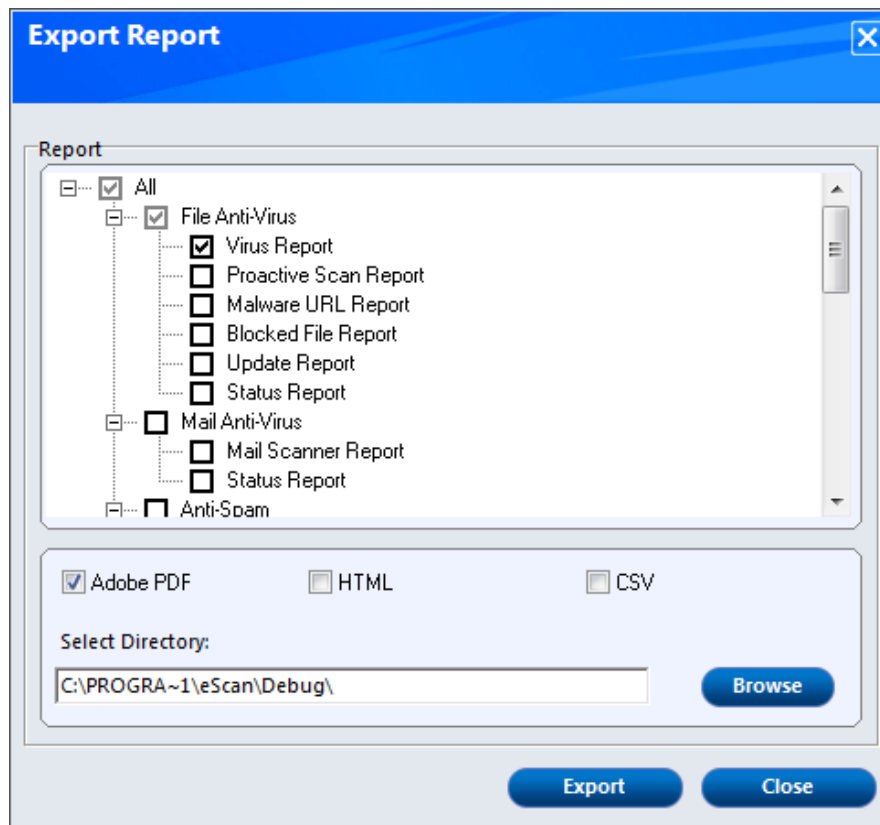 Export Report
Report
All
File Anti-Virus
Virus Report
Proactive Scan Report
Malware URL Report
Blocked File Report
Update Report
Status Report
Mail Anti-Virus
Mail Scanner Report
Status Report
Anti-Spam
Adobe PDF HTML CSV
Select Directory:
C:\PROGRA~1\eScan\Debug\ Browse
Export Close